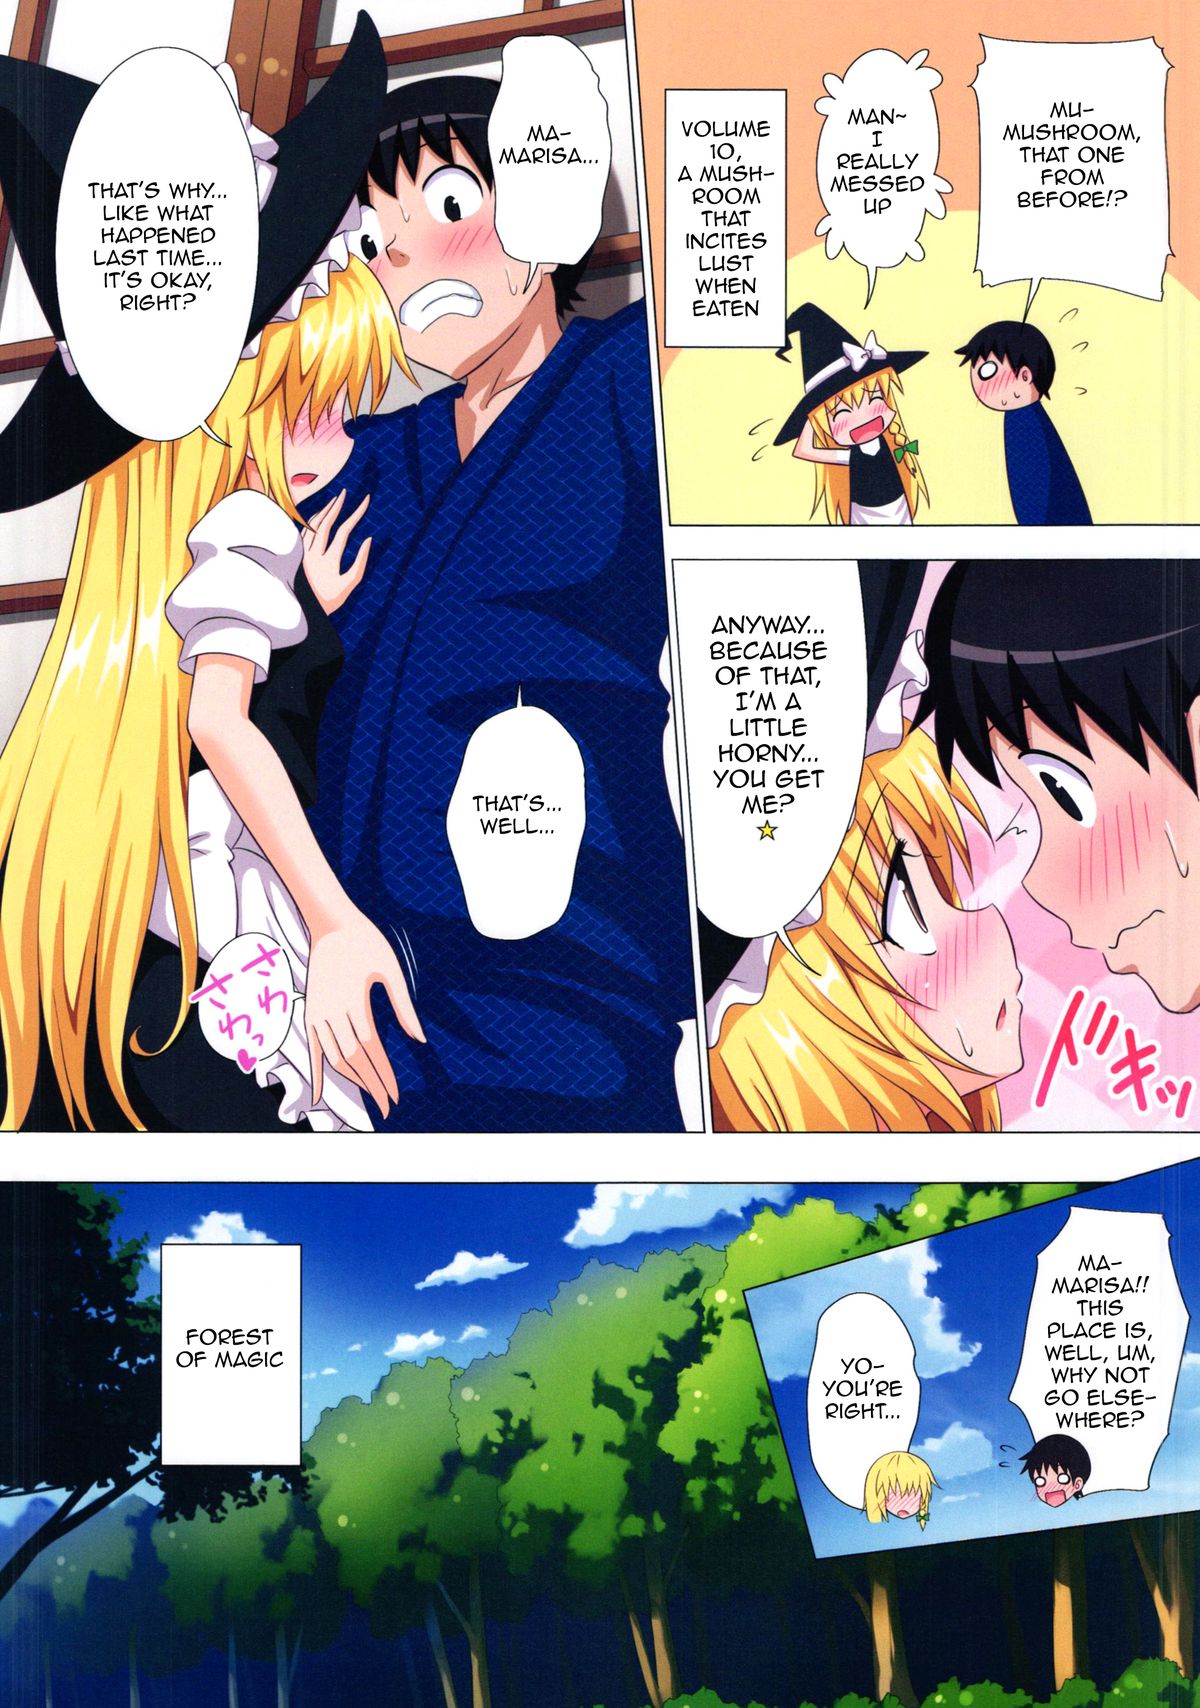 MU-
MUSHROOM,
THAT ONE
FROM
BEFORE!?
MAN~
I
REALLY
MESSED
UP
VOLUME
10,
A MUSH-
ROOM
THAT
INCITES
LUST
WHEN
EATEN
ANYWAY...
BECAUSE
OF THAT,
I'M A
LITTLE
HORNY...
YOU GET
ME?
☆
ドキッ
MA-
MARISA...
THAT'S WHY...
LIKE WHAT
HAPPENED
LAST TIME...
IT'S OKAY,
RIGHT?
THAT'S...
WELL...
さわ
さわっ♥
MA-
MARISA!!
THIS
PLACE IS,
WELL, UM,
WHY NOT
GO ELSE-
WHERE?
YO-
YOU'RE
RIGHT...
FOREST
OF MAGIC